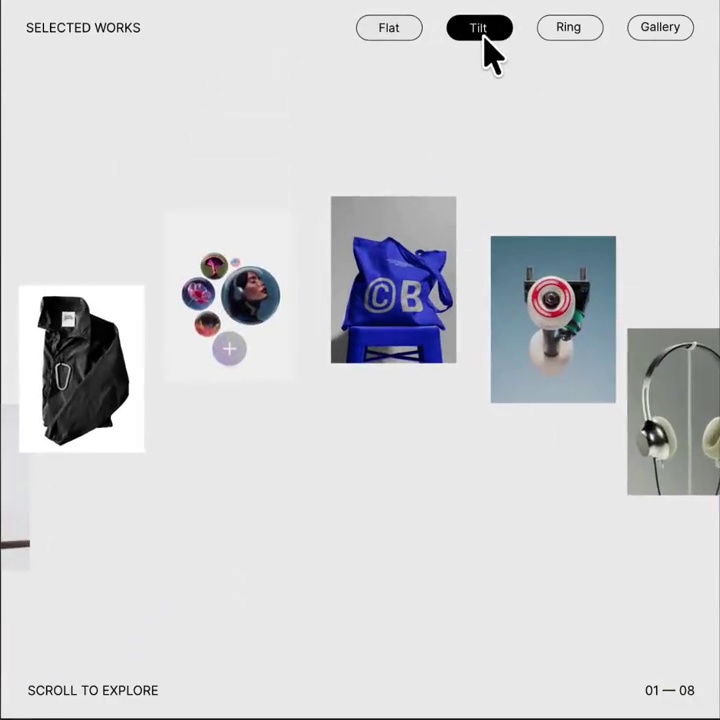 SELECTED WORKS
Flat
Tilt
Ring
Gallery
©B
+
SCROLL TO EXPLORE
01 — 08